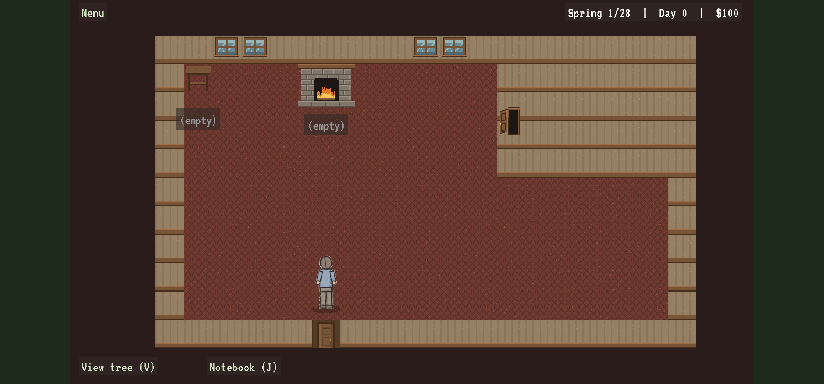 Menu
Spring 1/28 | Day 0 | $100
(empty)
(empty)
View tree (V)
Notebook (J)